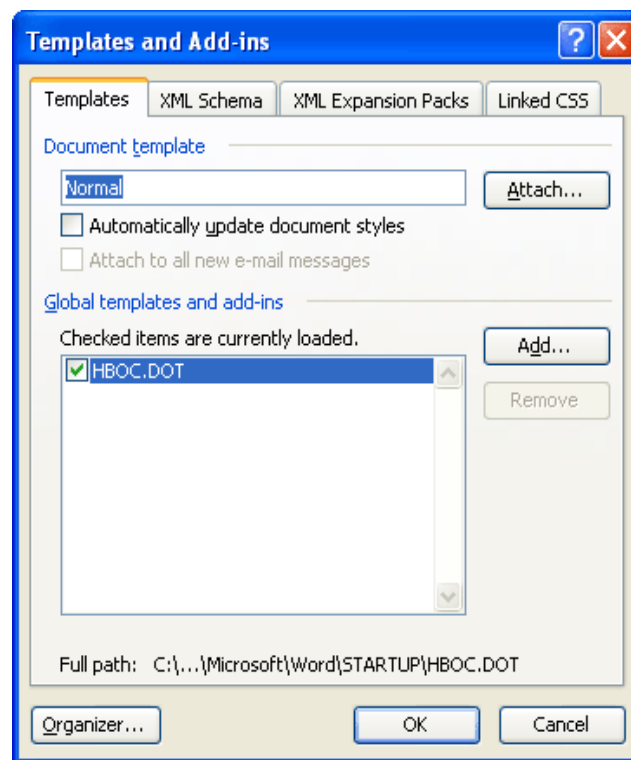 Templates and Add-ins
Templates XML Schema XML Expansion Packs Linked CSS
Document template
Normal Attach...
Automatically update document styles
Attach to all new e-mail messages
Global templates and add-ins
Checked items are currently loaded. Add...
HBOC.DOT
Remove
Full path: C:\...\Microsoft\Word\STARTUP\HBOC.DOT
Organizer... OK Cancel